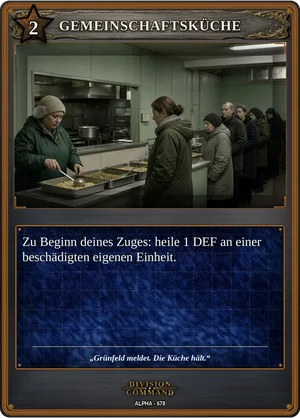 2
GEMEINSCHAFTSKÜCHE
Zu Beginn deines Zuges: heile 1 DEF an einer
beschädigten eigenen Einheit.
„Grünfeld meldet. Die Küche hält.“
DIVISION
COMMAND
ALPHA - 678